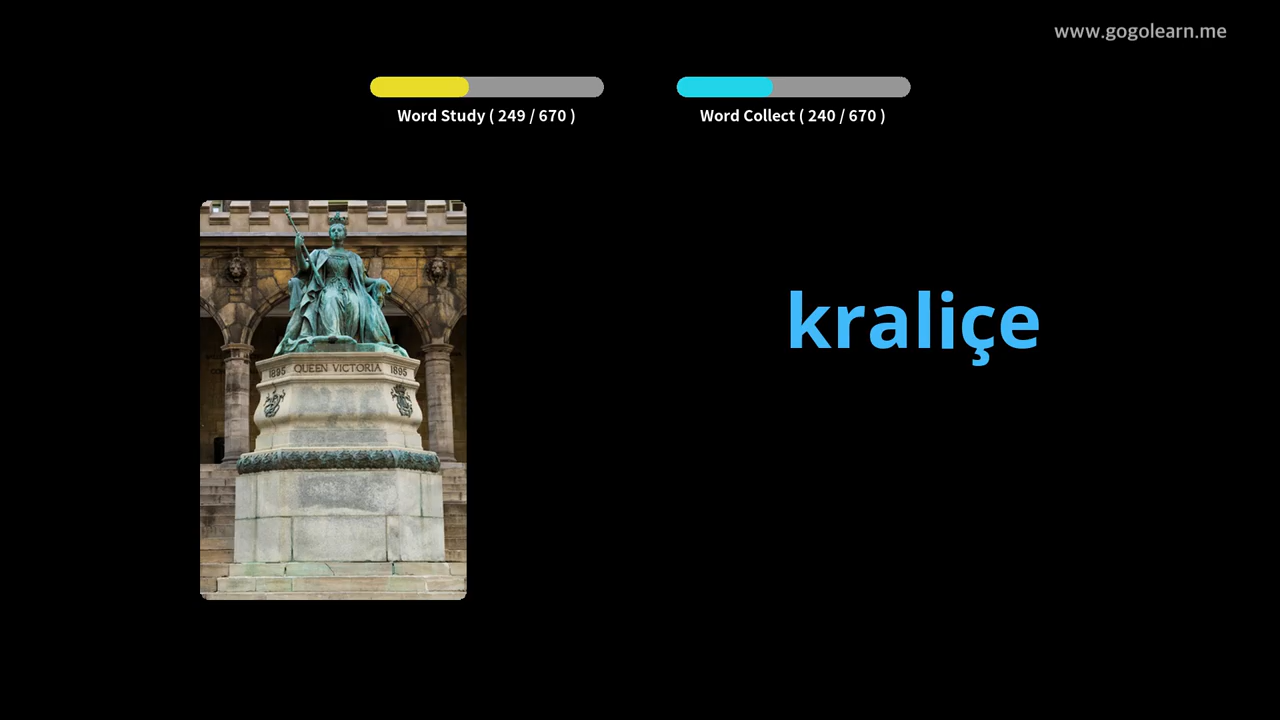 www.gogolearn.me
Word Study ( 249 / 670 )
Word Collect ( 240 / 670 )
kraliçe
1895 QUEEN VICTORIA 1895